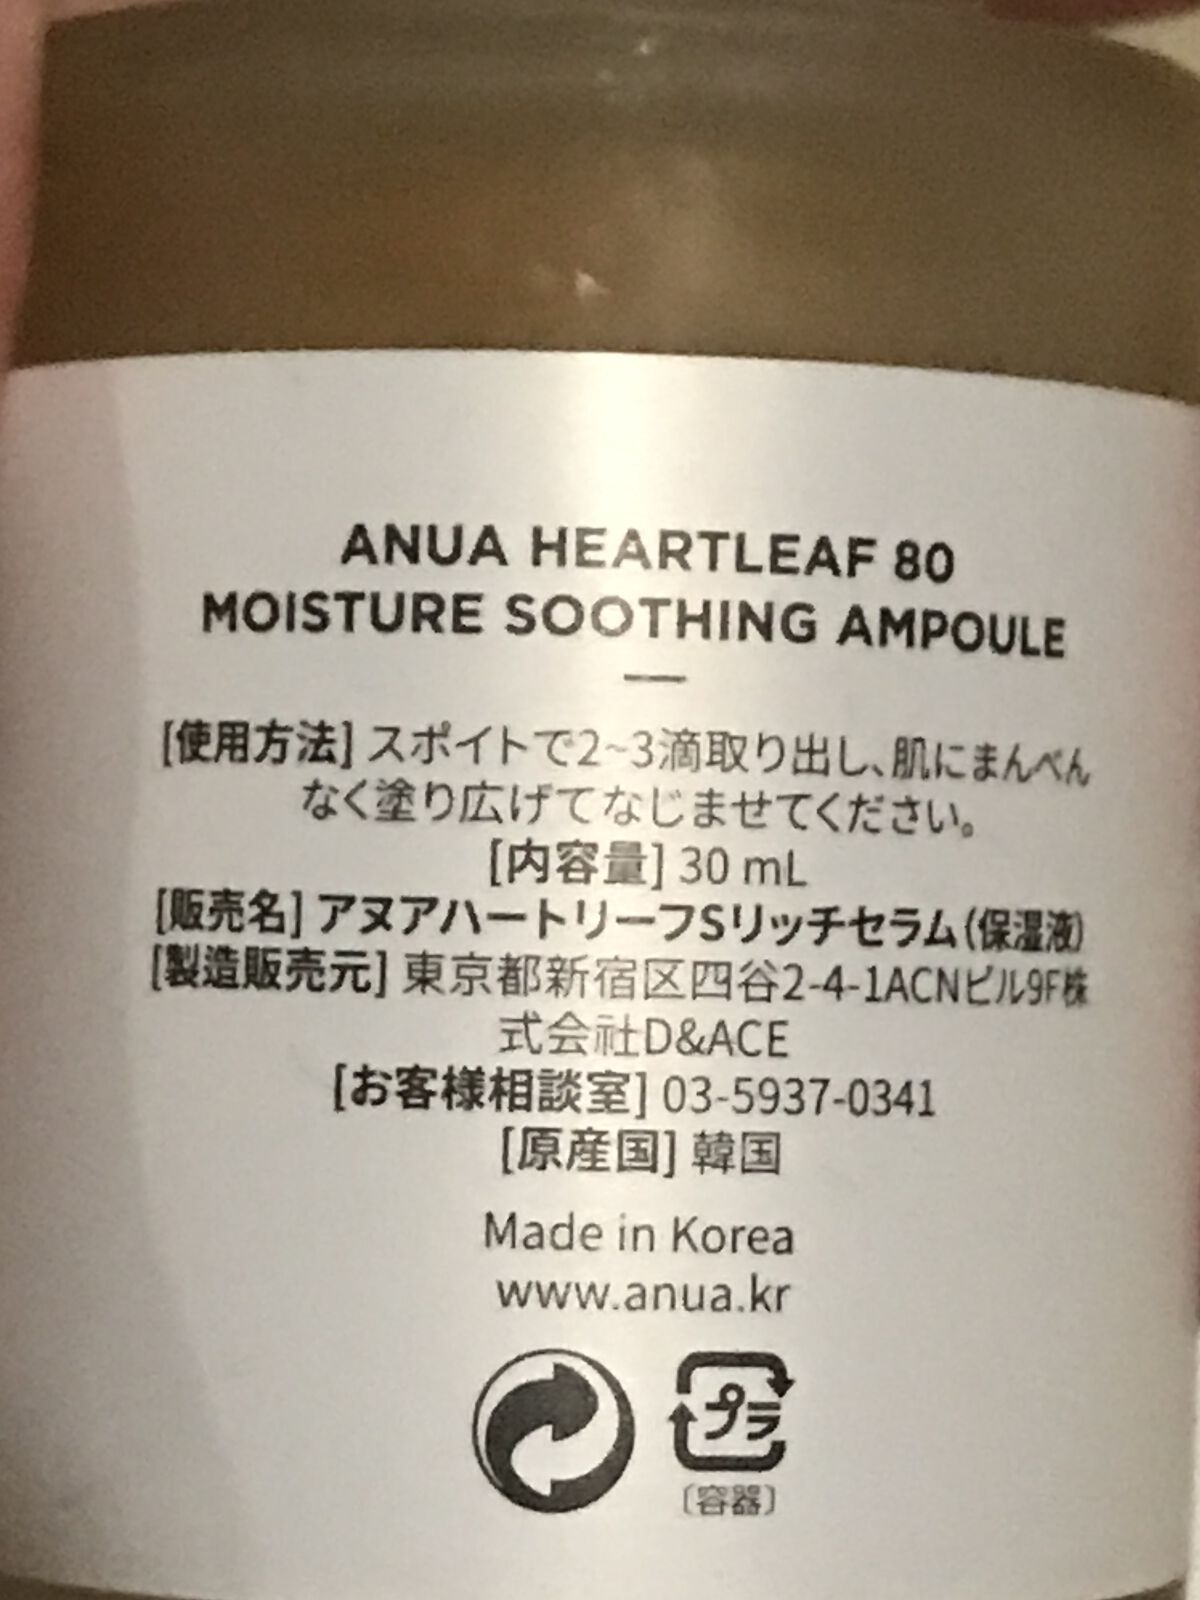 ANUA HEARTLEAF 80
MOISTURE SOOTHING AMPOULE
[使用方法] スポイトで2~3滴取り出し、肌にまんべん
なく塗り広げてなじませてください。
[内容量] 30 mL
[販売名] アヌアハートリーフSリッチセラム(保湿液)
[製造販売元] 東京都新宿区四谷2-4-1ACNビル9F株
式会社D&ACE
[お客様相談室] 03-5937-0341
[原産国] 韓国
Made in Korea
www.anua.kr
プラ
(容器)